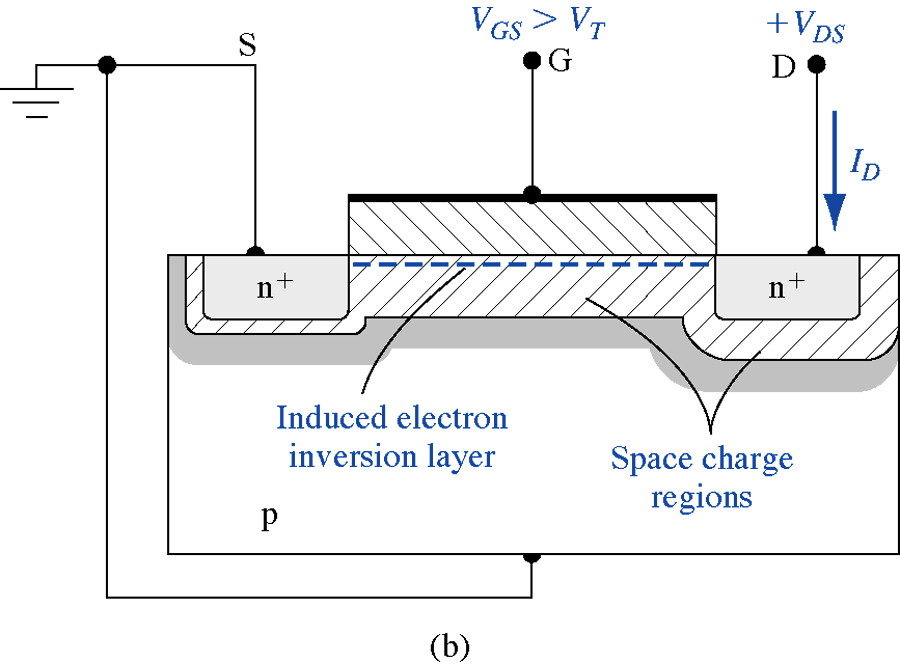 V_GS > V_T
+V_DS
S
G
D
I_D
n+
n+
Induced electron
inversion layer
Space charge
regions
p
(b)